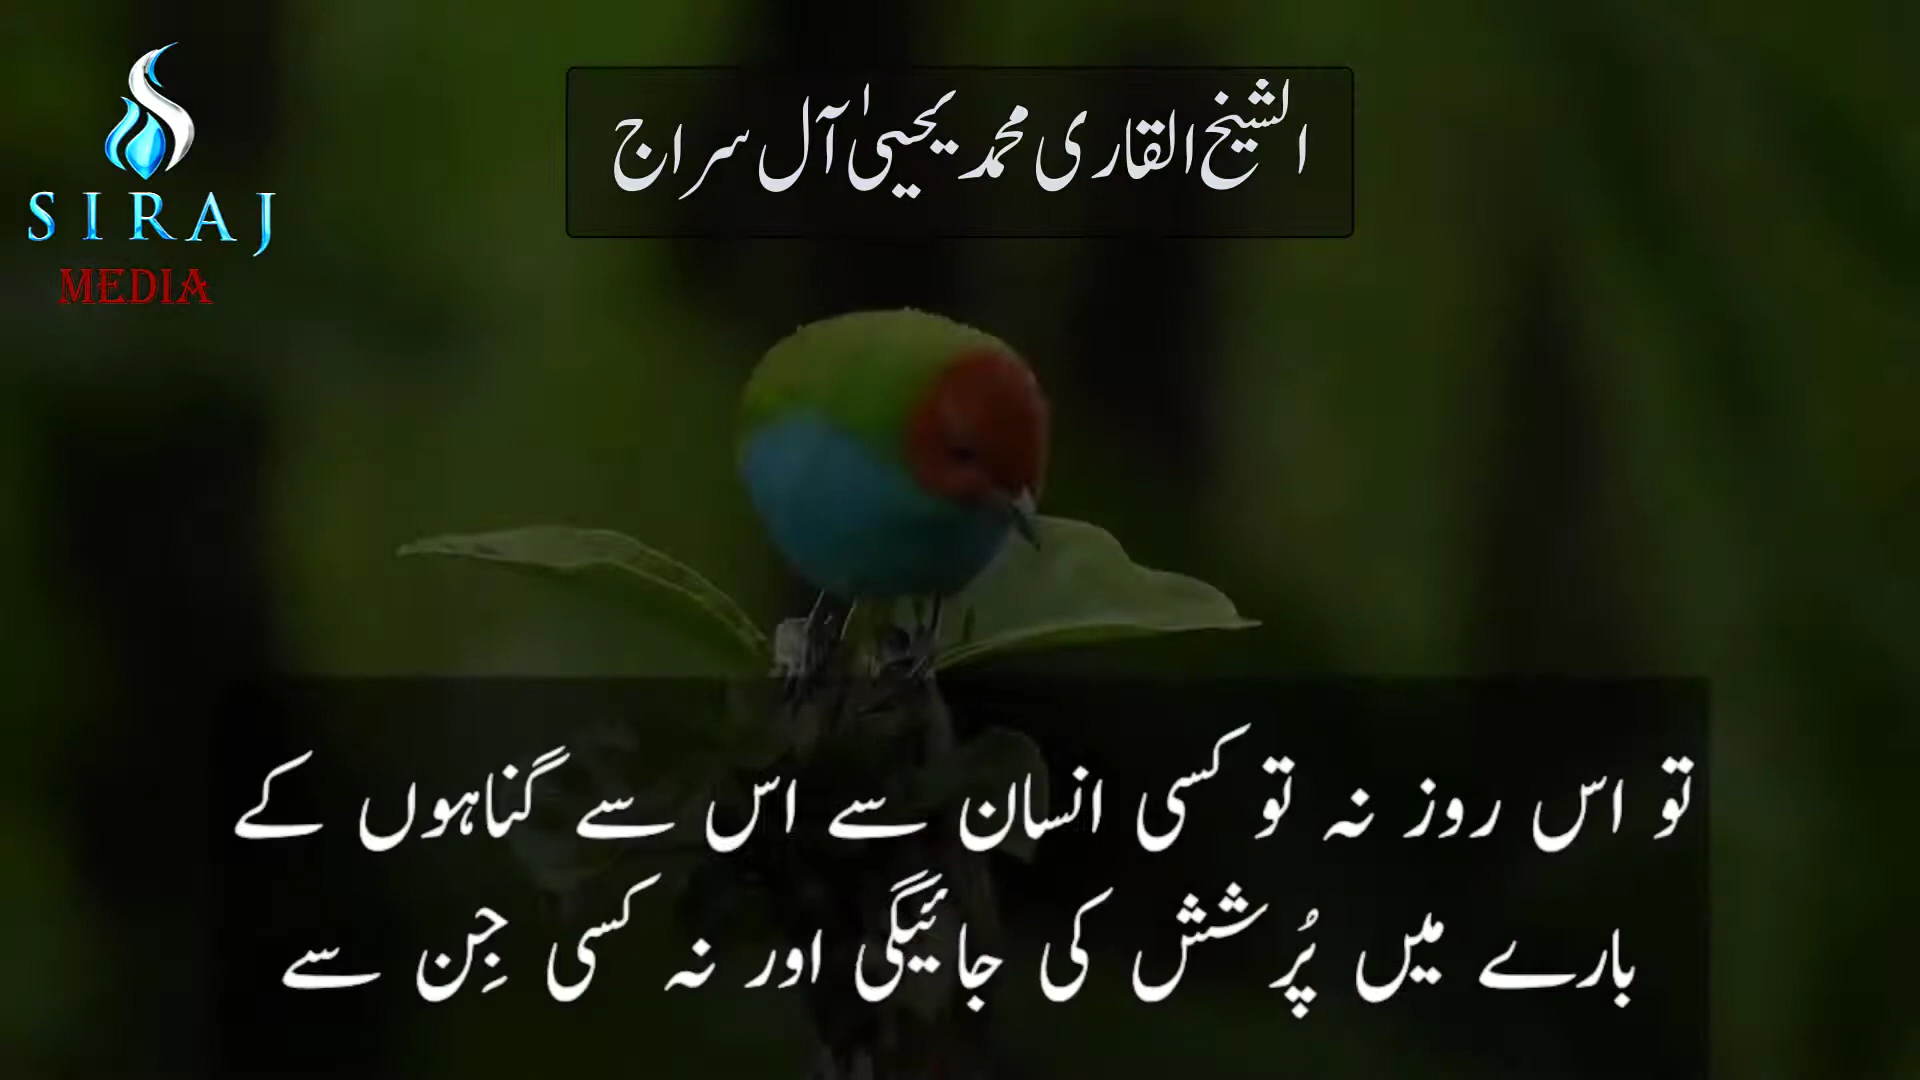 SIRAJ
MEDIA
الشیخ القاری محمد یحییٰ آل سراج
تو اس روز نہ تو کسی انسان سے اس سے گناہوں کے
بارے میں پُرشش کی جائیگی اور نہ کسی جِن سے